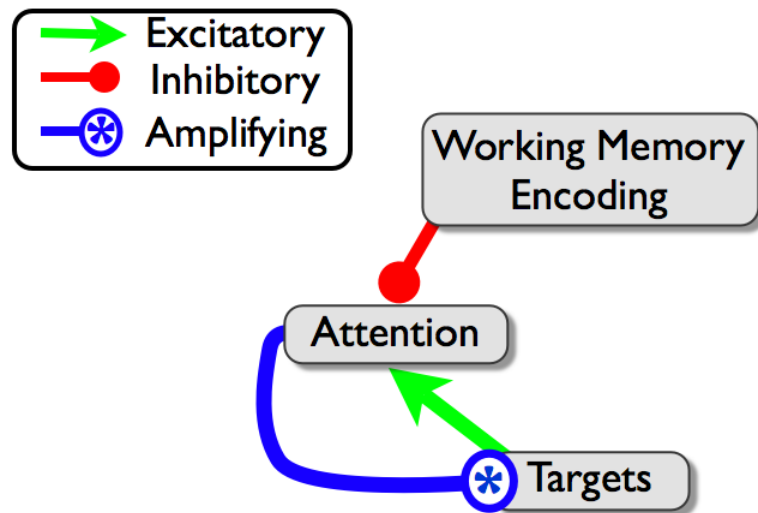 Excitatory
Inhibitory
Amplifying
Working Memory
Encoding
Attention
Targets